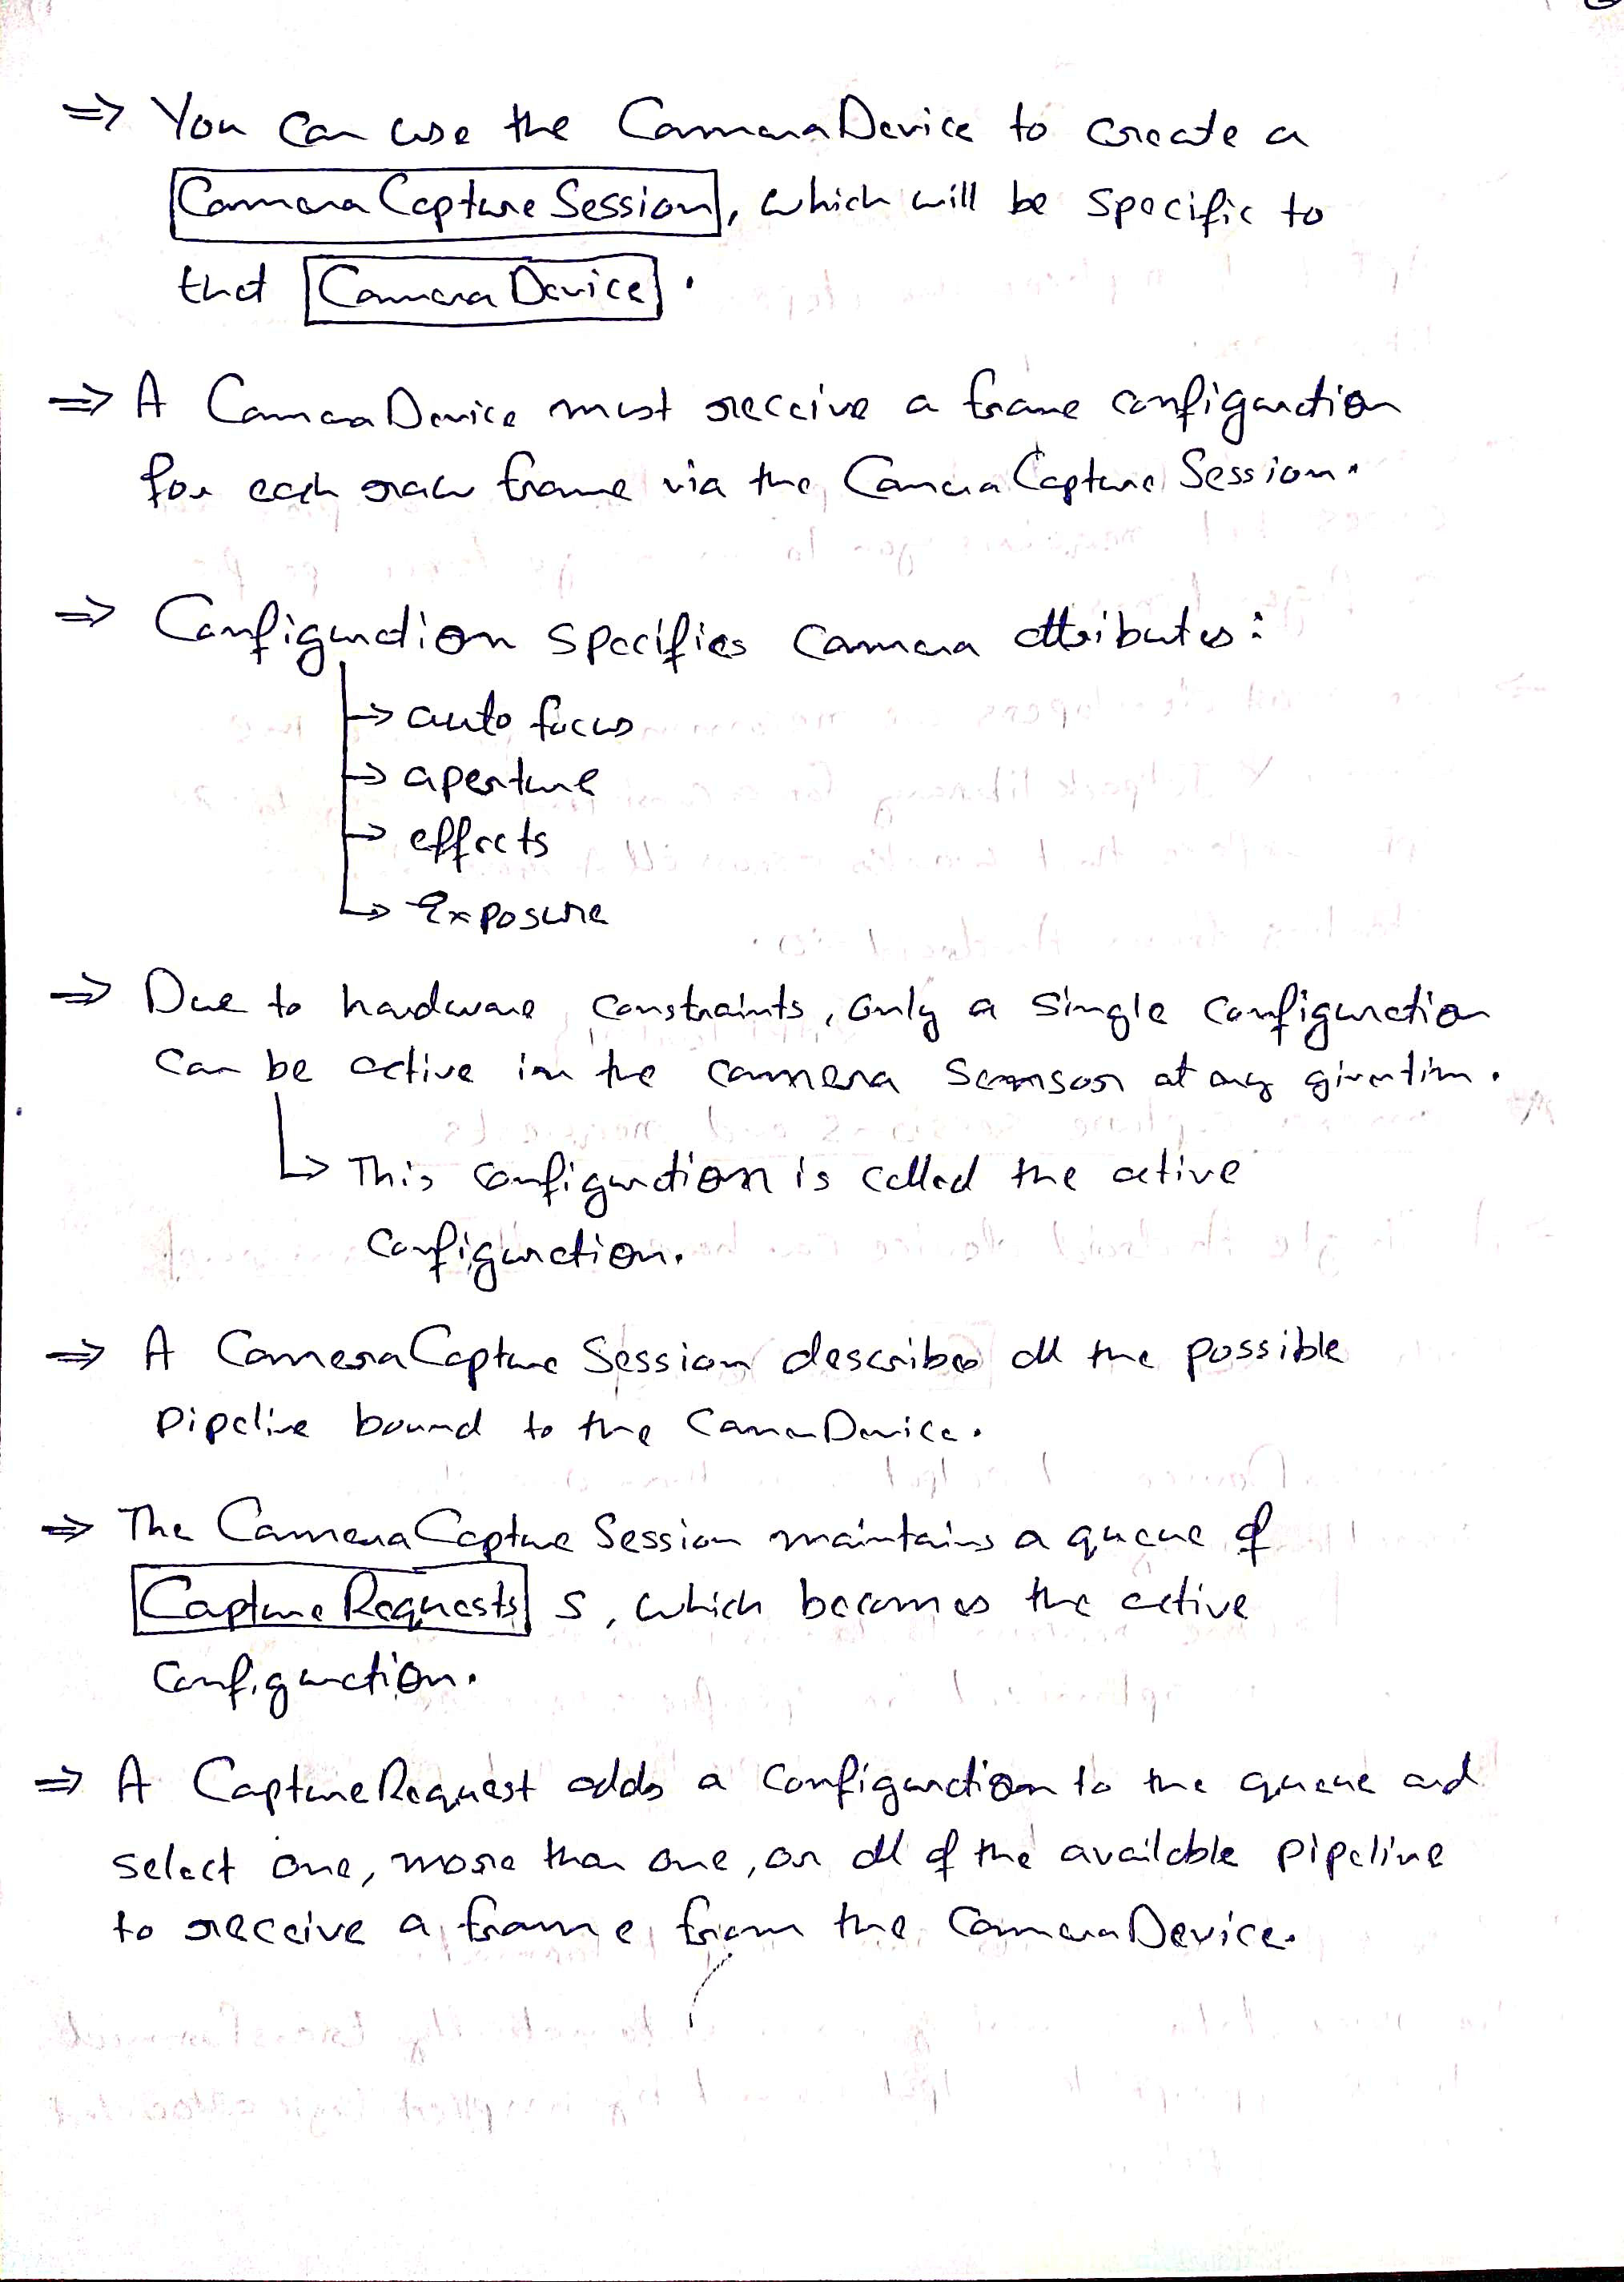 ⇒ You can use the CameraDevice to create a
CameraCaptureSession, which will be specific to
that CameraDevice.
⇒ A CameraDevice must receive a frame configuration
for each raw frame via the CameraCaptureSession.
⇒ Configuration specifies camera attributes:
→ auto focus
→ aperture
→ effects
→ Exposure
⇒ Due to hardware constraints, only a single configuration
can be active in the camera sensor at any given time.
→ This configuration is called the active
configuration.
⇒ A CameraCaptureSession describes all the possible
pipeline bound to the CameraDevice.
⇒ The CameraCaptureSession maintains a queue of
CaptureRequests s, which becomes the active
configuration.
⇒ A CaptureRequest adds a configuration to the queue and
select one, more than one, or all of the available pipeline
to receive a frame from the CameraDevice.